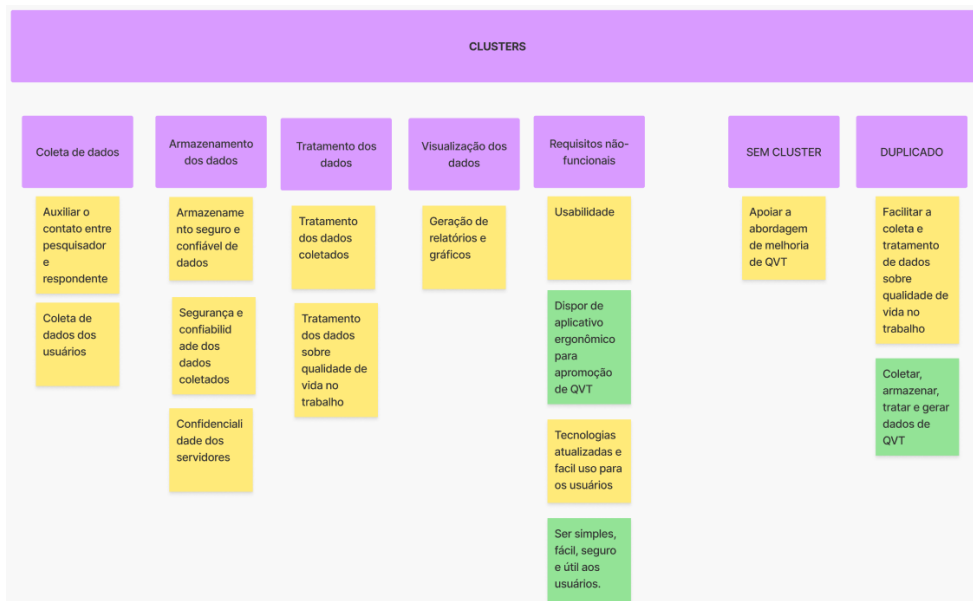 CLUSTERS
Coleta de dados
Armazenamento
dos dados
Tratamento dos
dados
Visualização dos
dados
Requisitos não-
funcionais
SEM CLUSTER
DUPLICADO
Auxiliar o
contato entre
pesquisador
e
respondente
Coleta de
dados dos
usuários
Armazename
nto seguro e
confiável de
dados
Segurança e
confiabilid
ade dos
dados
coletados
Confidenciali
dade dos
servidores
Tratamento
dos dados
coletados
Tratamento
dos dados
sobre
qualidade de
vida no
trabalho
Geração de
relatórios e
gráficos
Usabilidade
Dispor de
aplicativo
ergonômico
para
apromoção
de QVT
Tecnologias
atualizadas e
facil uso para
os usuários
Ser simples,
fácil, seguro
e útil aos
usuários.
Apoiar a
abordagem
de melhoria
de QVT
Facilitar a
coleta e
tratamento
de dados
sobre
qualidade de
vida no
trabalho
Coletar,
armazenar,
tratar e gerar
dados de
QVT